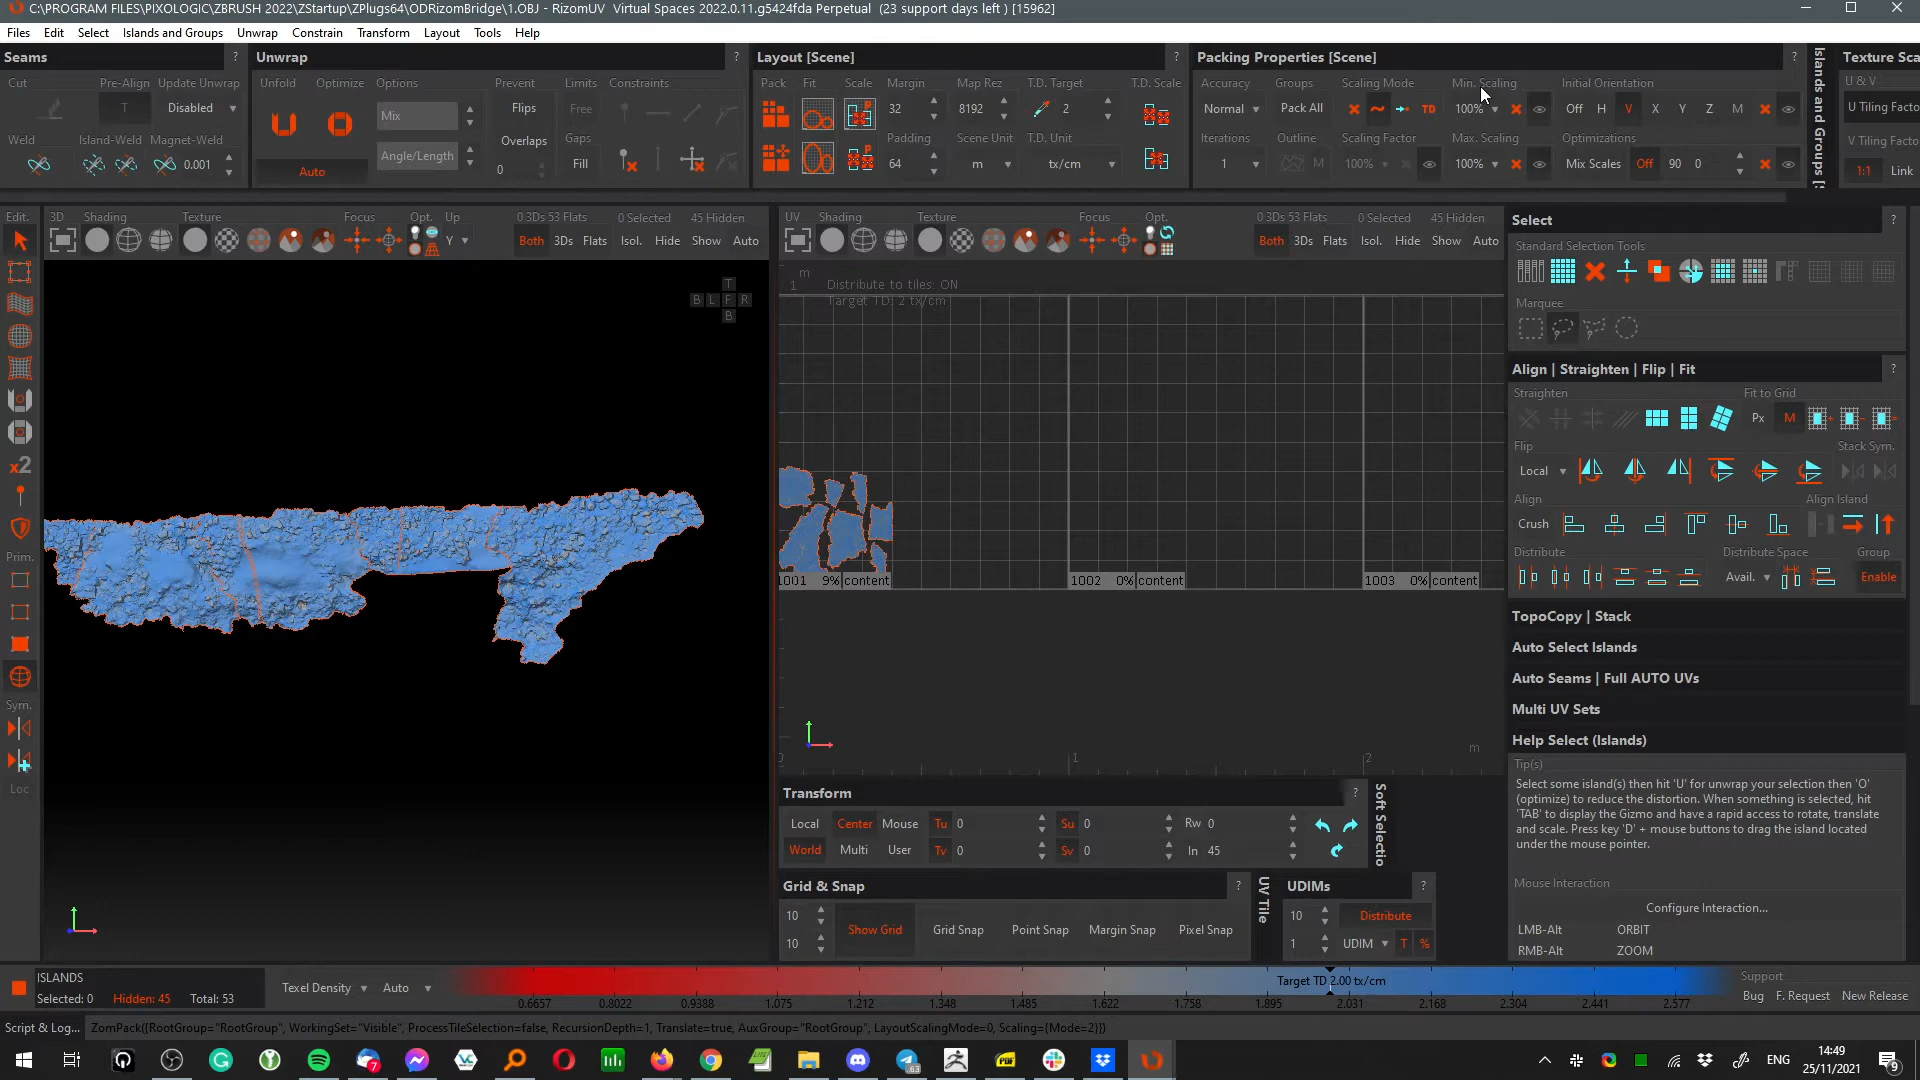 C:\PROGRAM FILES\PIXOLOGIC\ZBRUSH 2022\ZStartup\ZPlugs64\ODRizomBridge\1.OBJ - RizomUV  Virtual Spaces 2022.0.11.g5424fda Perpetual  (23 support days left ) [15962]
Files Edit Select Islands and Groups Unwrap Constrain Transform Layout Tools Help
Seams ? Unwrap ? Layout [Scene] ? Packing Properties [Scene] ? Texture Sca
Cut Pre-Align Update Unwrap Unfold Optimize Options Prevent Limits Constraints Pack Fit Scale Margin Map Rez T.D. Target T.D. Scale Accuracy Groups Scaling Mode Min. Scaling Initial Orientation U & V
T Disabled Mix Flips Free 32 8192 2 Normal Pack All TD 100% Off H V X Y Z M U Tiling Factor
Weld Island-Weld Magnet-Weld Overlaps Gaps Padding Scene Unit T.D. Unit Iterations Outline Scaling Factor Max. Scaling Optimizations V Tiling Facto
0.001 Auto Angle/Length 0 Fill 64 m tx/cm 1 M 100% 100% Mix Scales Off 90 0 1:1 Link
Islands and Groups [S
Edit. 3D Shading Texture Focus Opt. Up 0 3Ds 53 Flats 0 Selected 45 Hidden
Y Both 3Ds Flats Isol. Hide Show Auto
UV Shading Texture Focus Opt. 0 3Ds 53 Flats 0 Selected 45 Hidden
Both 3Ds Flats Isol. Hide Show Auto
T
B L F R
B
m
1
Distribute to tiles: ON
Target TD: 2 tx/cm
1001 9% content
1002 0% content
1003 0% content
1 2 m
x2
Prim.
Sym.
Loc
Select ?
Standard Selection Tools
Marquee
Align | Straighten | Flip | Fit ?
Straighten Fit to Grid
Px M
Flip Stack Sym.
Local
Align Align Island
Crush
Distribute Distribute Space Group
Avail. Enable
TopoCopy | Stack
Auto Select Islands
Auto Seams | Full AUTO UVs
Multi UV Sets
Help Select (Islands)
Tip(s)
Select some island(s) then hit 'U' for unwrap your selection then 'O'
(optimize) to reduce the distortion. When something is selected, hit
'TAB' to display the Gizmo and have a rapid access to rotate, translate
and scale. Press key 'D' + mouse buttons to drag the island located
under the mouse pointer.
Mouse Interaction
Configure Interaction...
LMB-Alt ORBIT
RMB-Alt ZOOM
Transform ?
Local Center Mouse Tu 0 Su 0 Rw 0
World Multi User Tv 0 Sv 0 In 45
Soft Selectio
Grid & Snap ?
10
10
Show Grid Grid Snap Point Snap Margin Snap Pixel Snap
UV Tile
UDIMs ?
10 Distribute
1 UDIM T %
ISLANDS
Selected: 0 Hidden: 45 Total: 53
Texel Density Auto
Target TD 2.00 tx/cm
0.6657 0.8022 0.9388 1.075 1.212 1.348 1.485 1.622 1.758 1.895 2.031 2.168 2.304 2.441 2.577
Support
Bug F. Request New Release
Script & Log... ZomPack({RootGroup="RootGroup", WorkingSet="Visible", ProcessTileSelection=false, RecursionDepth=1, Translate=true, AuxGroup="RootGroup", LayoutScalingMode=0, Scaling={Mode=2}})
7 63 PDF
ENG
14:49
25/11/2021
9